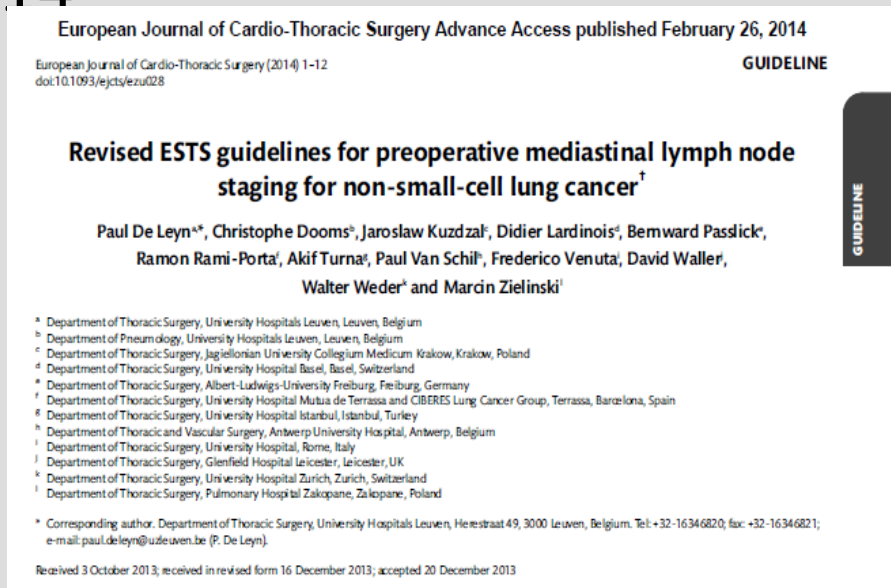 European Journal of Cardio-Thoracic Surgery Advance Access published February 26, 2014
European Journal of Cardio-Thoracic Surgery (2014) 1–12
doi:10.1093/ejcts/ezu028
GUIDELINE
Revised ESTS guidelines for preoperative mediastinal lymph node
staging for non-small-cell lung cancer†
Paul De Leyn a,*, Christophe Dooms b, Jaroslaw Kuzdzal c, Didier Lardinois d, Bernward Passlick e,
Ramon Rami-Porta f, Akif Turna g, Paul Van Schil h, Frederico Venuta i, David Waller j,
Walter Weder k and Marcin Zielinski l
GUIDELINE
a Department of Thoracic Surgery, University Hospitals Leuven, Leuven, Belgium
b Department of Pneumology, University Hospitals Leuven, Leuven, Belgium
c Department of Thoracic Surgery, Jagiellonian University Collegium Medicum Krakow, Krakow, Poland
d Department of Thoracic Surgery, University Hospital Basel, Basel, Switzerland
e Department of Thoracic Surgery, Albert-Ludwigs-University Freiburg, Freiburg, Germany
f Department of Thoracic Surgery, University Hospital Mutua de Terrassa and CIBERES Lung Cancer Group, Terrassa, Barcelona, Spain
g Department of Thoracic Surgery, University Hospital Istanbul, Istanbul, Turkey
h Department of Thoracic and Vascular Surgery, Antwerp University Hospital, Antwerp, Belgium
i Department of Thoracic Surgery, University Hospital, Rome, Italy
j Department of Thoracic Surgery, Glenfield Hospital Leicester, Leicester, UK
k Department of Thoracic Surgery, University Hospital Zurich, Zurich, Switzerland
l Department of Thoracic Surgery, Pulmonary Hospital Zakopane, Zakopane, Poland
* Corresponding author. Department of Thoracic Surgery, University Hospitals Leuven, Herestraat 49, 3000 Leuven, Belgium. Tel: +32-16346820; fax: +32-16346821;
e-mail: paul.deleyn@uzleuven.be (P. De Leyn).
Received 3 October 2013; received in revised form 16 December 2013; accepted 20 December 2013